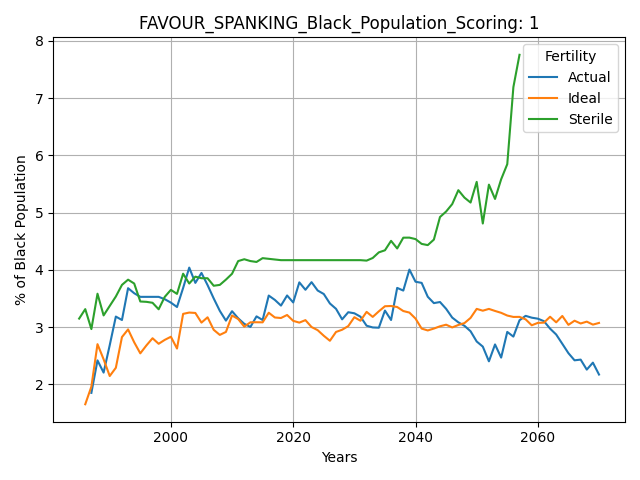 FAVOUR_SPANKING_Black_Population_Scoring: 1
Fertility
Actual
Ideal
Sterile
% of Black Population
8
7
6
5
4
3
2
2000
2020
2040
2060
Years